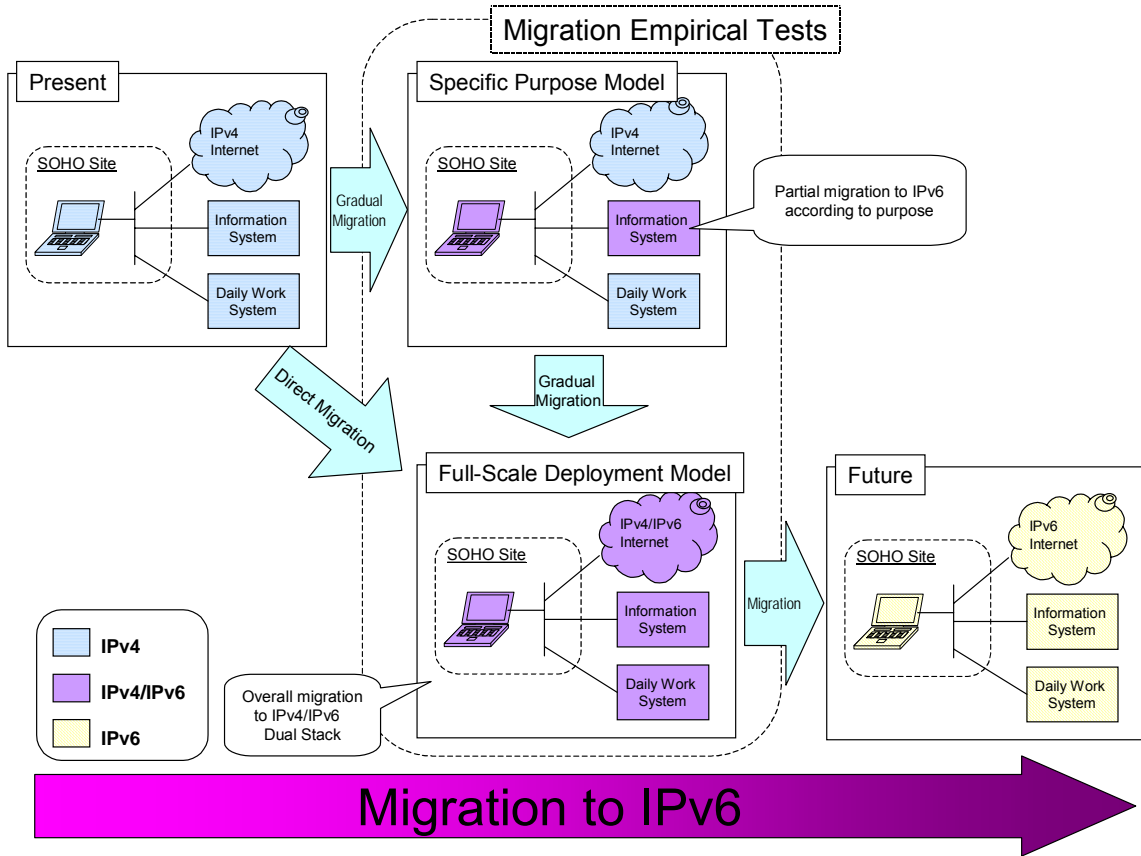 Migration Empirical Tests
Present
SOHO Site
IPv4
Internet
Information
System
Daily Work
System
Gradual
Migration
Specific Purpose Model
SOHO Site
IPv4
Internet
Information
System
Daily Work
System
Partial migration to IPv6
according to purpose
Direct Migration
Gradual
Migration
Full-Scale Deployment Model
SOHO Site
IPv4/IPv6
Internet
Information
System
Daily Work
System
Overall migration
to IPv4/IPv6
Dual Stack
Migration
Future
SOHO Site
IPv6
Internet
Information
System
Daily Work
System
IPv4
IPv4/IPv6
IPv6
Migration to IPv6